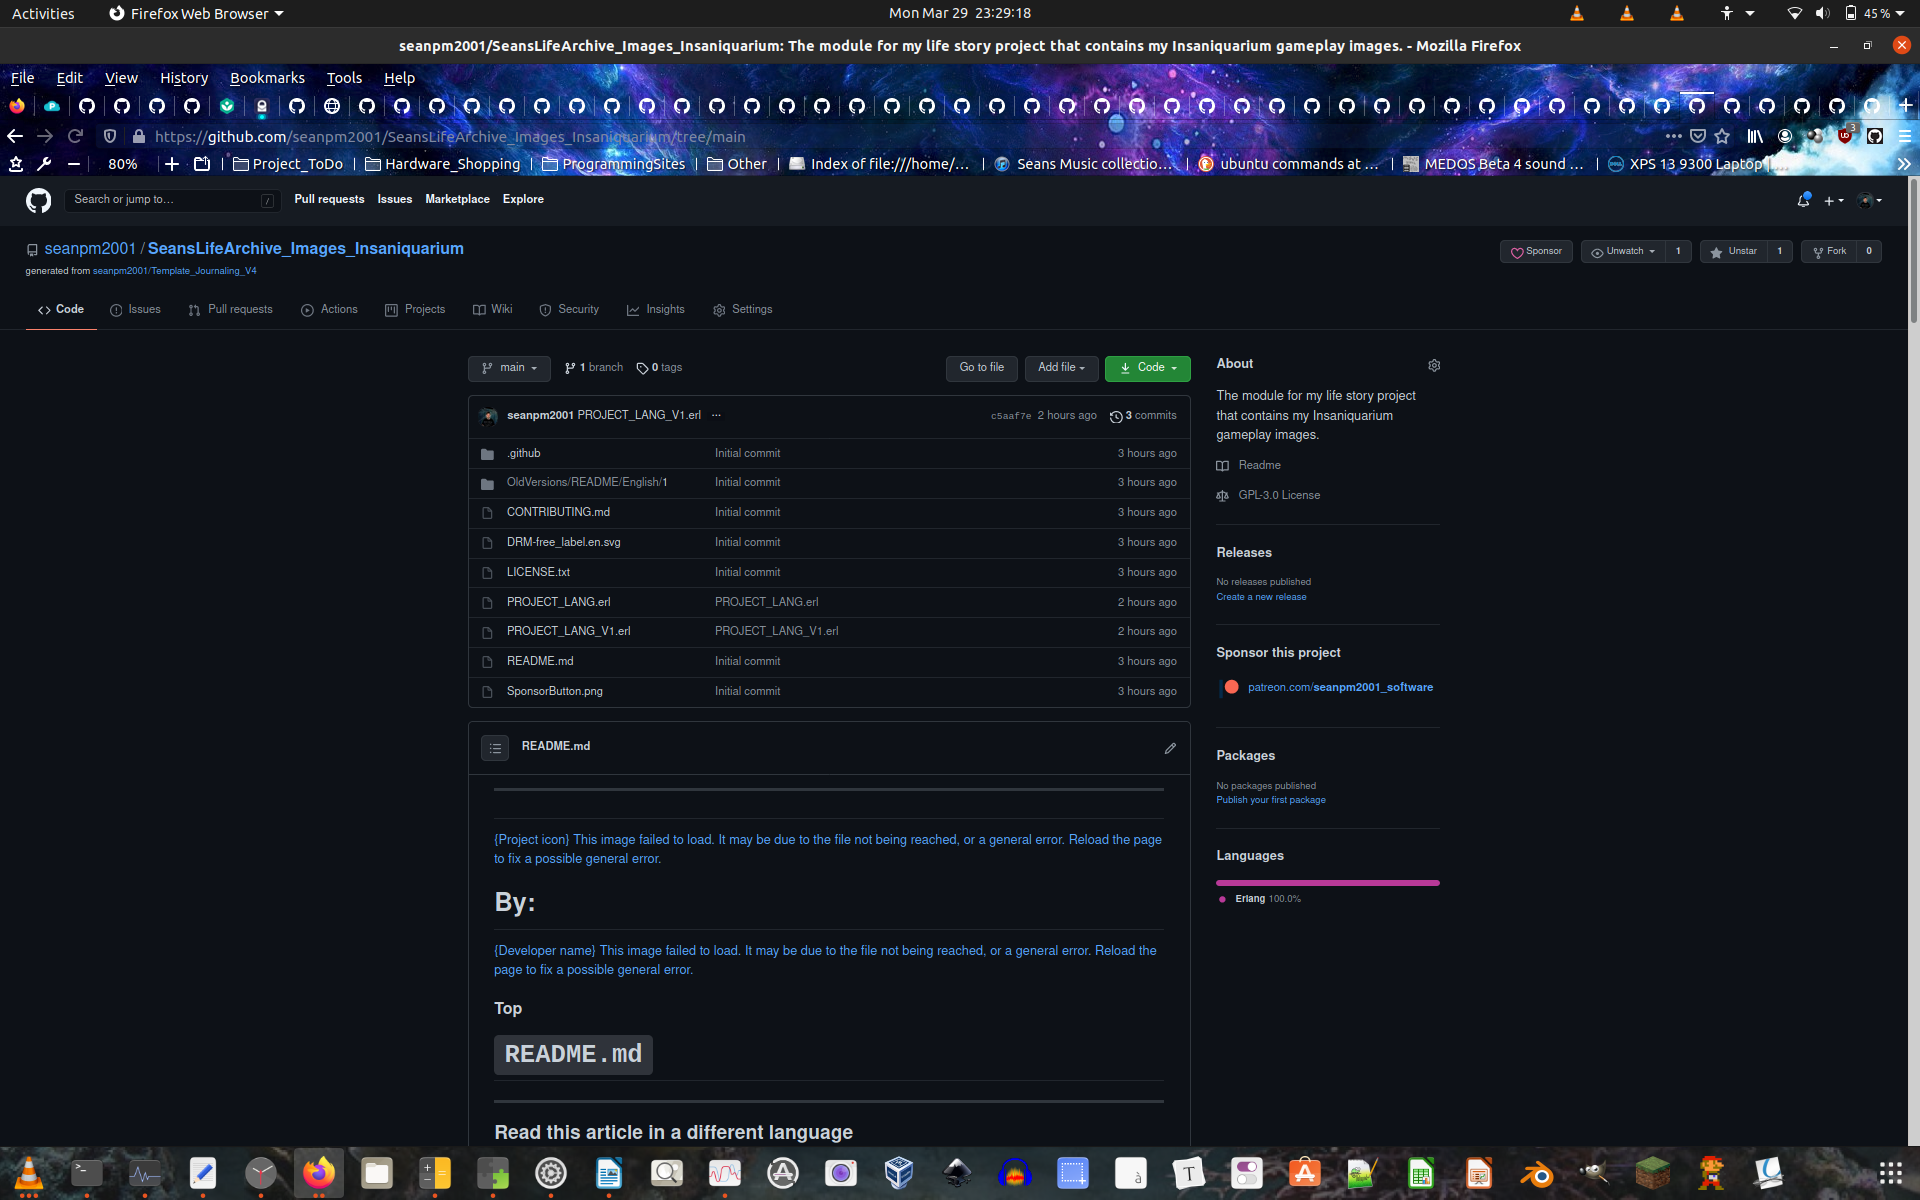 Activities Firefox Web Browser Mon Mar 29 23:29:18 45 %
seanpm2001/SeansLifeArchive_Images_Insaniquarium: The module for my life story project that contains my Insaniquarium gameplay images. - Mozilla Firefox
File Edit View History Bookmarks Tools Help
https://github.com/seanpm2001/SeansLifeArchive_Images_Insaniquarium/tree/main 3
80% Project_ToDo Hardware_Shopping ProgrammingSites Other Index of file:///home/... Seans Music collectio... ubuntu commands at ... MEDOS Beta 4 sound ... XPS 13 9300 Laptop |...
Search or jump to... / Pull requests Issues Marketplace Explore
seanpm2001 / SeansLifeArchive_Images_Insaniquarium Sponsor Unwatch 1 Unstar 1 Fork 0
generated from seanpm2001/Template_Journaling_V4
Code Issues Pull requests Actions Projects Wiki Security Insights Settings
main 1 branch 0 tags Go to file Add file Code
seanpm2001 PROJECT_LANG_V1.erl ... c5aaf7e 2 hours ago 3 commits
.github Initial commit 3 hours ago
OldVersions/README/English/1 Initial commit 3 hours ago
CONTRIBUTING.md Initial commit 3 hours ago
DRM-free_label.en.svg Initial commit 3 hours ago
LICENSE.txt Initial commit 3 hours ago
PROJECT_LANG.erl PROJECT_LANG.erl 2 hours ago
PROJECT_LANG_V1.erl PROJECT_LANG_V1.erl 2 hours ago
README.md Initial commit 3 hours ago
SponsorButton.png Initial commit 3 hours ago
README.md
{Project icon} This image failed to load. It may be due to the file not being reached, or a general error. Reload the page
to fix a possible general error.
By:
{Developer name} This image failed to load. It may be due to the file not being reached, or a general error. Reload the
page to fix a possible general error.
Top
README.md
Read this article in a different language
About
The module for my life story project
that contains my Insaniquarium
gameplay images.
Readme
GPL-3.0 License
Releases
No releases published
Create a new release
Sponsor this project
patreon.com/seanpm2001_software
Packages
No packages published
Publish your first package
Languages
Erlang 100.0%